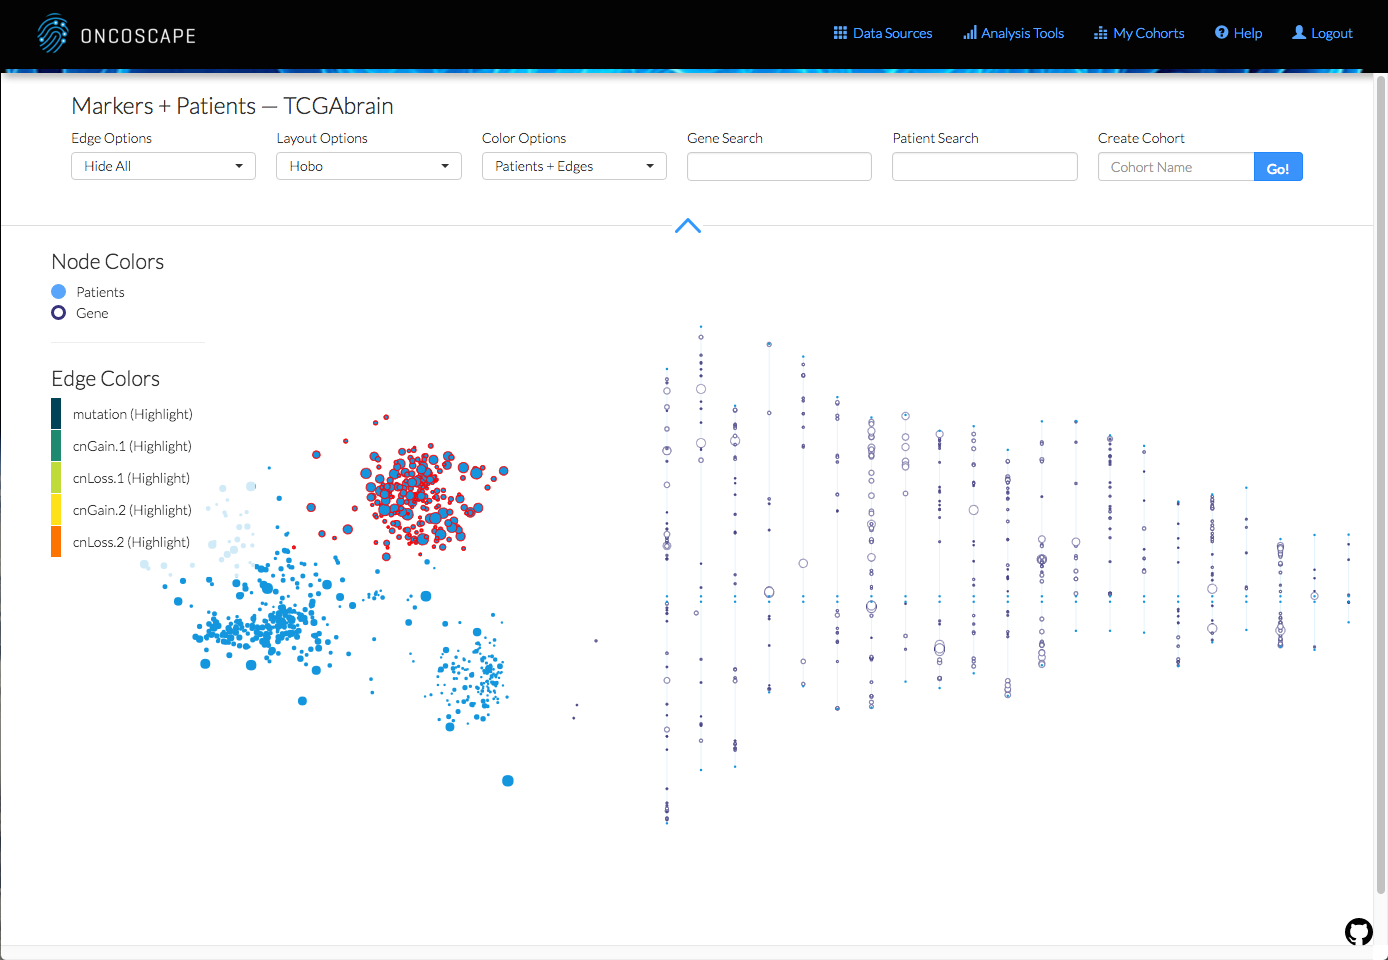 ONCOSCAPE
Data Sources
Analysis Tools
My Cohorts
Help
Logout
Markers + Patients — TCGAbrain
Edge Options
Layout Options
Color Options
Gene Search
Patient Search
Create Cohort
Hide All
Hobo
Patients + Edges
Cohort Name
Go!
Node Colors
Patients
Gene
Edge Colors
mutation (Highlight)
cnGain.1 (Highlight)
cnLoss.1 (Highlight)
cnGain.2 (Highlight)
cnLoss.2 (Highlight)